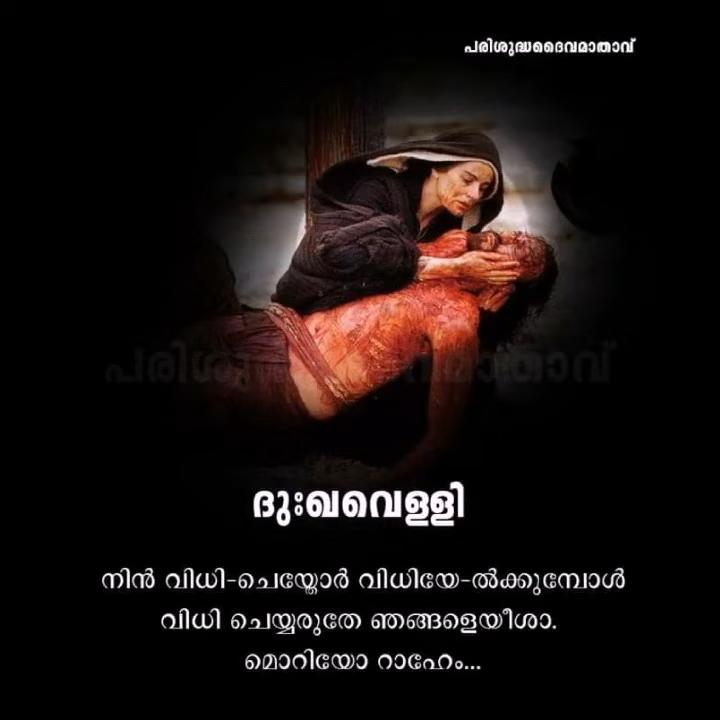 പരിശുദ്ധദൈവമാതാവ്
ദുഃഖവെള്ളി
നിൻ വിധി-ചെയ്തോർ വിധിയേ-ൽക്കുമ്പോൾ
വിധി ചെയ്യരുതേ ഞങ്ങളെയീശാ.
മൊറിയോ റാഹേം...